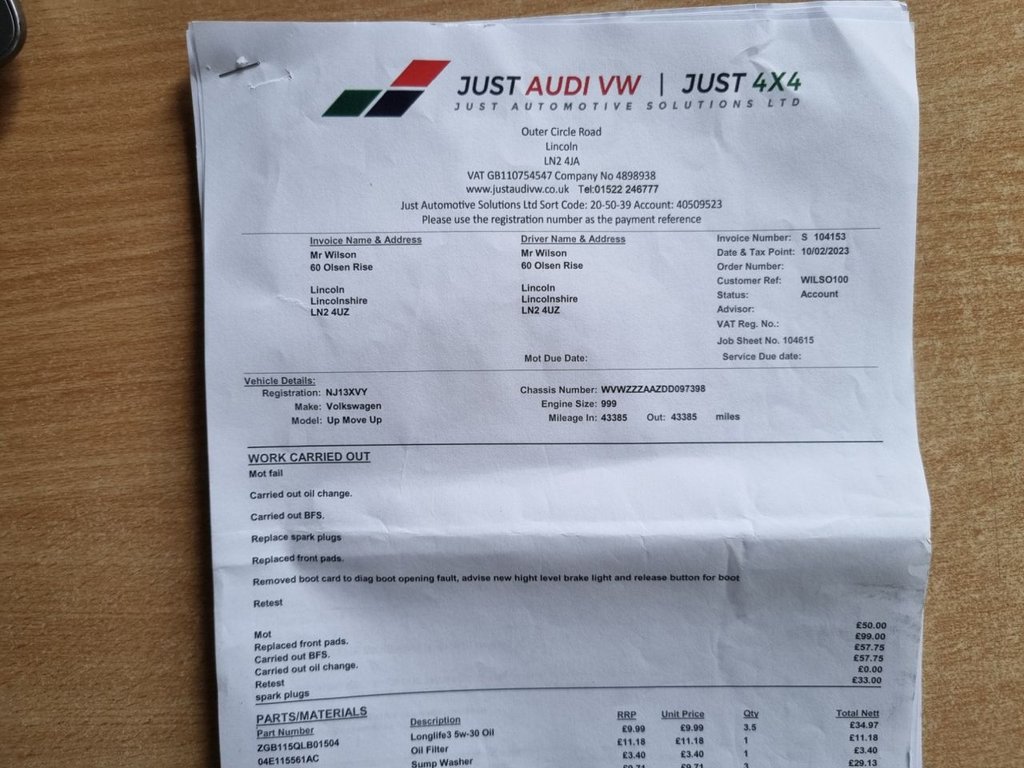 JUST AUDI VW | JUST 4X4
JUST AUTOMOTIVE SOLUTIONS LTD
Outer Circle Road
Lincoln
LN2 4JA
VAT GB110754547 Company No 4898938
www.justaudivw.co.uk Tel:01522 246777
Just Automotive Solutions Ltd Sort Code: 20-50-39 Account: 40509523
Please use the registration number as the payment reference
Invoice Name & Address
Mr Wilson
60 Olsen Rise
Lincoln
Lincolnshire
LN2 4UZ
Driver Name & Address
Mr Wilson
60 Olsen Rise
Lincoln
Lincolnshire
LN2 4UZ
Mot Due Date:
Invoice Number: S 104153
Date & Tax Point: 10/02/2023
Order Number:
Customer Ref: WILSO100
Status: Account
Advisor:
VAT Reg. No.:
Job Sheet No. 104615
Service Due date:
Vehicle Details:
Registration: NJ13XVY
Make: Volkswagen
Model: Up Move Up
Chassis Number: WVWZZZAAZDD097398
Engine Size: 999
Mileage In: 43385 Out: 43385 miles
WORK CARRIED OUT
Mot fail
Carried out oil change.
Carried out BFS.
Replace spark plugs
Replaced front pads.
Removed boot card to diag boot opening fault, advise new hight level brake light and release button for boot
Retest
Mot £50.00
Replaced front pads. £99.00
Carried out BFS. £57.75
Carried out oil change. £57.75
Retest £0.00
spark plugs £33.00
PARTS/MATERIALS
Part Number Description RRP Unit Price Qty Total Nett
ZGB115QLB01504 Longlife3 5w-30 Oil £9.99 £9.99 3.5 £34.97
04E115561AC Oil Filter £11.18 £11.18 1 £11.18
Sump Washer £3.40 £3.40 1 £3.40
£9.71 £9.71 3 £29.13